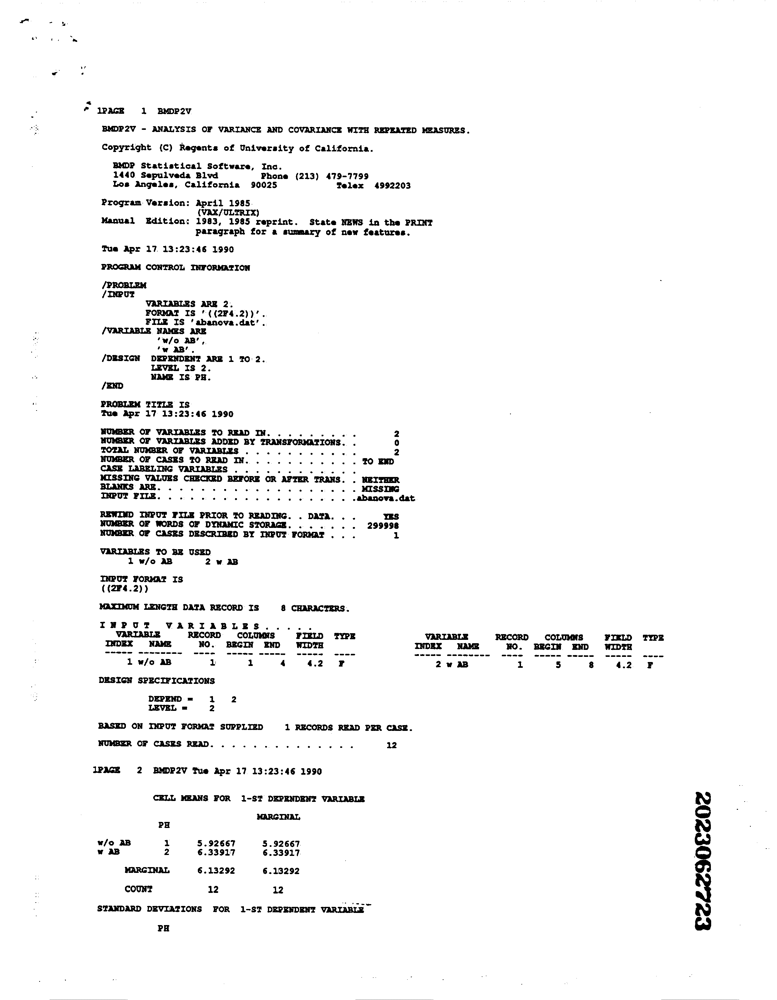 1PAGE 1 BMDP2V
BMDP2V - ANALYSIS OF VARIANCE AND COVARIANCE WITH REPEATED MEASURES.
Copyright (C) Regents of University of California.
BMDP Statistical Software, Inc.
1440 Sepulveda Blvd Phone (213) 479-7799
Los Angeles, California 90025 Telex 4992203
Program Version: April 1985
(VAX/ULTRIX)
Manual Edition: 1983, 1985 reprint. State NEWS in the PRINT
paragraph for a summary of new features.
Tue Apr 17 13:23:46 1990
PROGRAM CONTROL INFORMATION
/PROBLEM
/INPUT
VARIABLES ARE 2.
FORMAT IS '((2F4.2))'.
FILE IS 'abanova.dat'.
/VARIABLE NAMES ARE
'w/o AB',
'w AB'.
/DESIGN DEPENDENT ARE 1 TO 2.
LEVEL IS 2.
NAME IS PH.
/END
PROBLEM TITLE IS
Tue Apr 17 13:23:46 1990
NUMBER OF VARIABLES TO READ IN. . . . . . . . . 2
NUMBER OF VARIABLES ADDED BY TRANSFORMATIONS. . 0
TOTAL NUMBER OF VARIABLES . . . . . . . . . . . 2
NUMBER OF CASES TO READ IN. . . . . . . . . . . TO END
CASE LABELING VARIABLES . . . . . . . . . . . .
MISSING VALUES CHECKED BEFORE OR AFTER TRANS. . NEITHER
BLANKS ARE. . . . . . . . . . . . . . . . . . . MISSING
INPUT FILE. . . . . . . . . . . . . . . . . . .abanova.dat
REWIND INPUT FILE PRIOR TO READING. . DATA. . . YES
NUMBER OF WORDS OF DYNAMIC STORAGE. . . . . . . 299998
NUMBER OF CASES DESCRIBED BY INPUT FORMAT . . . 1
VARIABLES TO BE USED
1 w/o AB 2 w AB
INPUT FORMAT IS
((2F4.2))
MAXIMUM LENGTH DATA RECORD IS 8 CHARACTERS.
I N P U T V A R I A B L E S . . . . .
VARIABLE RECORD COLUMNS FIELD TYPE VARIABLE RECORD COLUMNS FIELD TYPE
INDEX NAME NO. BEGIN END WIDTH INDEX NAME NO. BEGIN END WIDTH
----- -------- ---- ----- ----- ----- ---- ----- -------- ---- ----- ----- ----- ----
1 w/o AB 1 1 4 4.2 F 2 w AB 1 5 8 4.2 F
DESIGN SPECIFICATIONS
DEPEND = 1 2
LEVEL = 2
BASED ON INPUT FORMAT SUPPLIED 1 RECORDS READ PER CASE.
NUMBER OF CASES READ. . . . . . . . . . . . . . 12
1PAGE 2 BMDP2V Tue Apr 17 13:23:46 1990
CELL MEANS FOR 1-ST DEPENDENT VARIABLE
MARGINAL
PH
w/o AB 1 5.92667 5.92667
w AB 2 6.33917 6.33917
MARGINAL 6.13292 6.13292
COUNT 12 12
STANDARD DEVIATIONS FOR 1-ST DEPENDENT VARIABLE
PH
2023062723